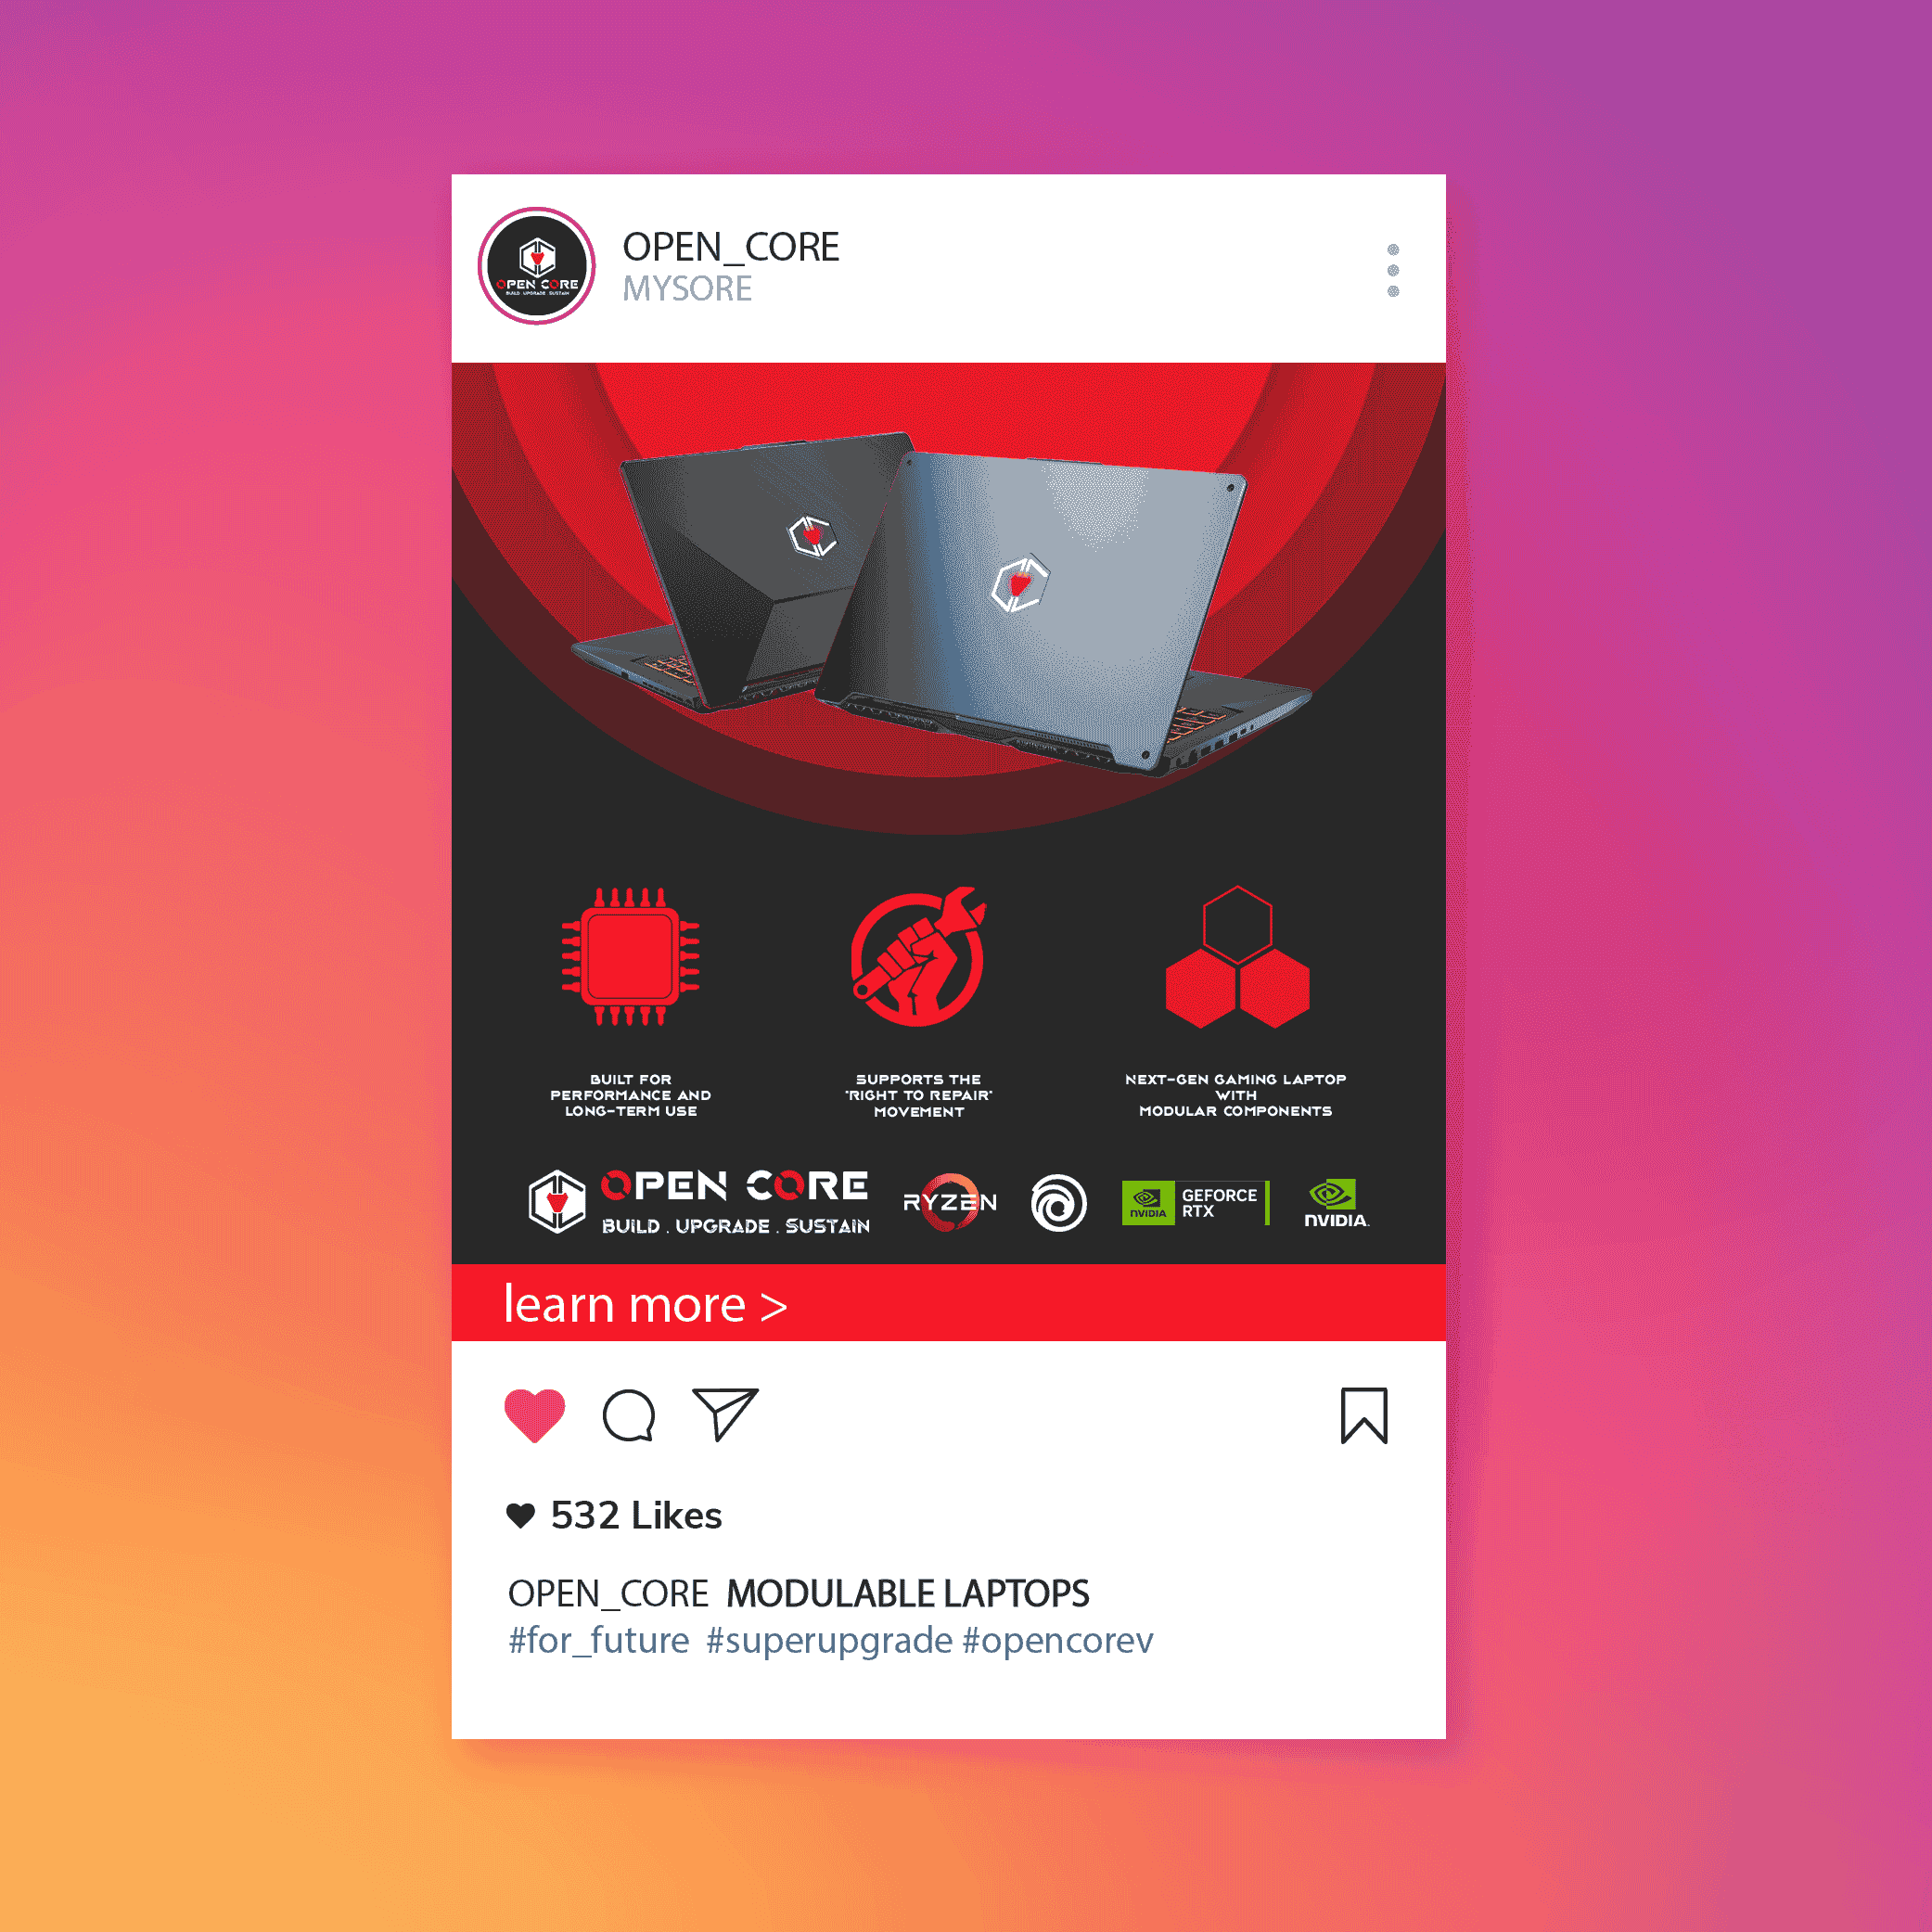 OPEN_CORE
MYSORE
OPEN CORE
BUILD UPGRADE SUSTAIN
BUILT FOR
PERFORMANCE AND
LONG-TERM USE
SUPPORTS THE
"RIGHT TO REPAIR"
MOVEMENT
NEXT-GEN GAMING LAPTOP
WITH
MODULAR COMPONENTS
OPEN CORE
BUILD . UPGRADE . SUSTAIN
RYZEN
NVIDIA
GEFORCE
RTX
NVIDIA.
learn more >
532 Likes
OPEN_CORE MODULABLE LAPTOPS
#for_future #superupgrade #opencorev